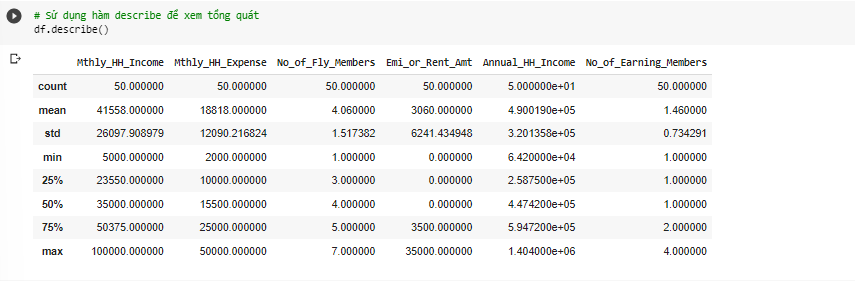 # Sử dụng hàm describe để xem tổng quát
df.describe()
Mthly_HH_Income Mthly_HH_Expense No_of_Fly_Members Emi_or_Rent_Amt Annual_HH_Income No_of_Earning_Members
count 50.000000 50.000000 50.000000 50.000000 5.000000e+01 50.000000
mean 41558.000000 18818.000000 4.060000 3060.000000 4.900190e+05 1.460000
std 26097.908979 12090.216824 1.517382 6241.434948 3.201358e+05 0.734291
min 5000.000000 2000.000000 1.000000 0.000000 6.420000e+04 1.000000
25% 23550.000000 10000.000000 3.000000 0.000000 2.587500e+05 1.000000
50% 35000.000000 15500.000000 4.000000 0.000000 4.474200e+05 1.000000
75% 50375.000000 25000.000000 5.000000 3500.000000 5.947200e+05 2.000000
max 100000.000000 50000.000000 7.000000 35000.000000 1.404000e+06 4.000000